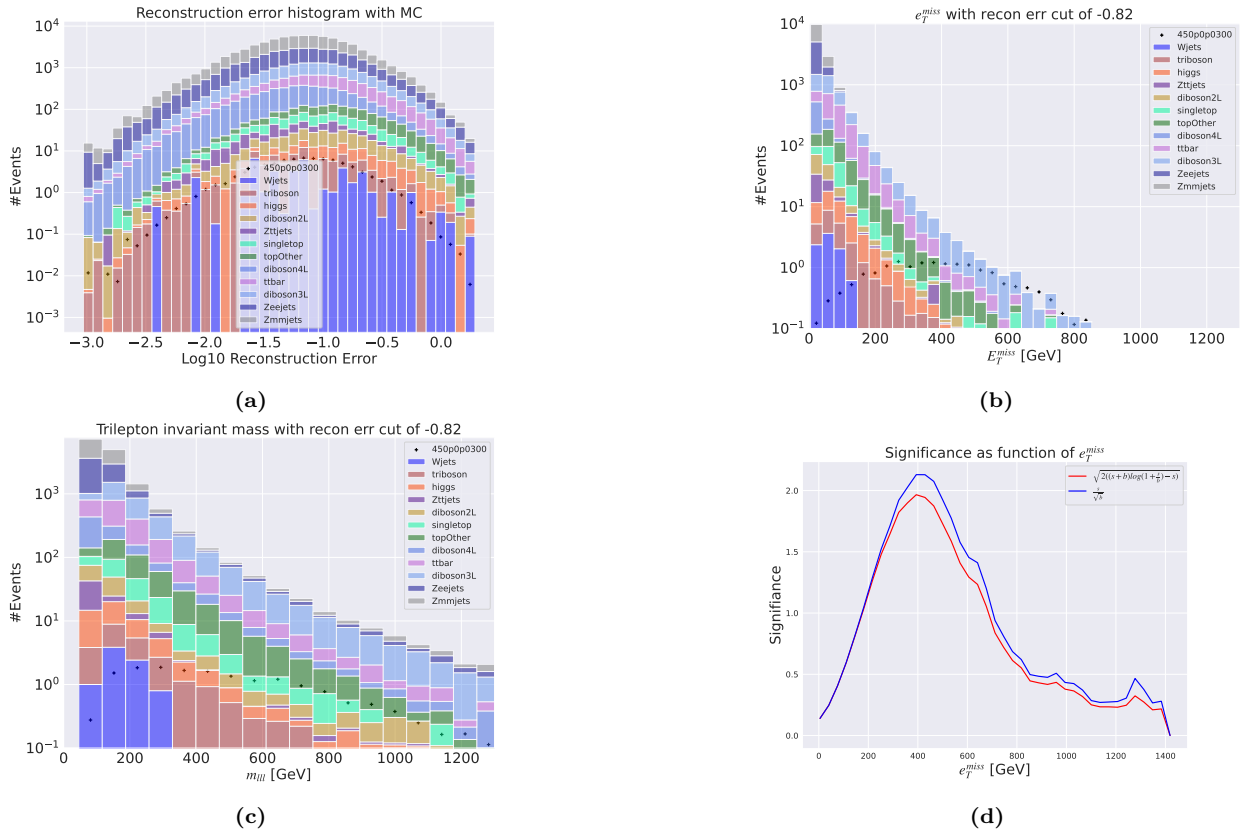 Reconstruction error histogram with MC
10^4
10^3
10^2
10^1
10^0
10^-1
10^-2
10^-3
#Events
450p0p0300
Wjets
triboson
higgs
diboson2L
Zttjets
singletop
topOther
diboson4L
ttbar
diboson3L
Zeejets
Zmmjets
−3.0 −2.5 −2.0 −1.5 −1.0 −0.5 0.0
Log10 Reconstruction Error
(a)
e_T^miss with recon err cut of -0.82
10^4
10^3
10^2
10^1
10^0
10^-1
#Events
450p0p0300
Wjets
triboson
higgs
Zttjets
diboson2L
singletop
topOther
diboson4L
ttbar
diboson3L
Zeejets
Zmmjets
0 200 400 600 800 1000 1200
E_T^miss [GeV]
(b)
Trilepton invariant mass with recon err cut of -0.82
10^3
10^2
10^1
10^0
10^-1
#Events
450p0p0300
Wjets
triboson
higgs
Zttjets
diboson2L
singletop
topOther
diboson4L
ttbar
diboson3L
Zeejets
Zmmjets
0 200 400 600 800 1000 1200
m_lll [GeV]
(c)
Significance as function of e_T^miss
2.0
1.5
1.0
0.5
0.0
Signifiance
√2((s+b)log(1+s/b)−s)
s/√b
0 200 400 600 800 1000 1200 1400
e_T^miss [GeV]
(d)